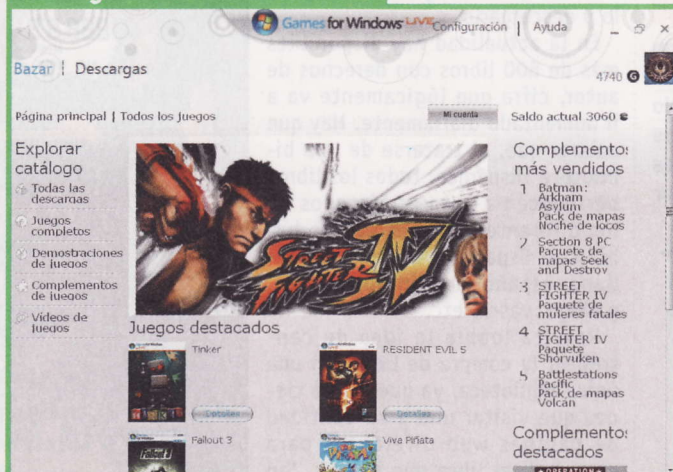 Games for Windows LIVE Configuración | Ayuda
Bazar | Descargas
4740 G
Página principal | Todos los juegos
Mi cuenta
Saldo actual 3060
Explorar
catálogo
Todas las
descargas
Juegos
completos
Demostraciones
de juegos
Complementos
de juegos
Vídeos de
juegos
STREET
FIGHTER IV
Juegos destacados
Tinker
Detalles
RESIDENT EVIL 5
Detalles
Fallout 3
Viva Piñata
Complementos
más vendidos
1 Batman:
Arkham
Asylum
Pack de mapas
Noche de locos
2 Section 8 PC
Paquete de
mapas Seek
and Destroy
3 STREET
FIGHTER IV
Paquete de
mujeres fatales
4 STREET
FIGHTER IV
Paquete
Shoryuken
5 Battlestations
Pacific
Pack de mapas
Volcán
Complementos
destacados
OPERATION